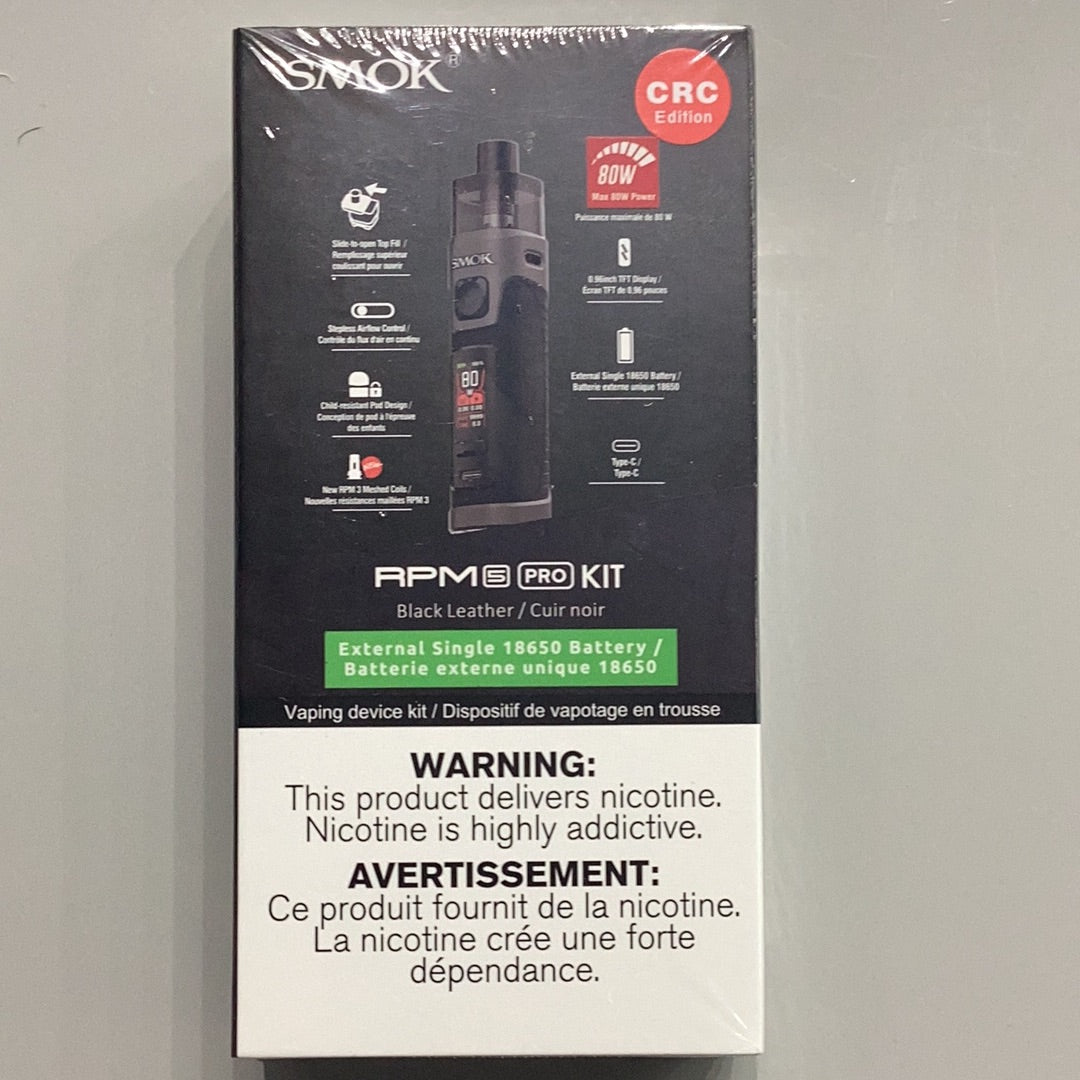 SMOK®
CRC
Edition
80W
Max 80W Power
Puissance maximale de 80 W
Slide-to-open Top Fill /
Remplissage supérieur
coulissant pour ouvrir
0.96inch TFT Display /
Écran TFT de 0.96 pouces
Stepless Airflow Control /
Contrôle du flux d'air en continu
External Single 18650 Battery /
Batterie externe unique 18650
Child-resistant Pod Design /
Conception de pod à l'épreuve
des enfants
Type-C /
Type-C
New RPM 3 Meshed Coils /
Nouvelles résistances maillées RPM 3
SMOK
80
RPM 5 PRO KIT
Black Leather / Cuir noir
External Single 18650 Battery /
Batterie externe unique 18650
Vaping device kit / Dispositif de vapotage en trousse
WARNING:
This product delivers nicotine.
Nicotine is highly addictive.
AVERTISSEMENT:
Ce produit fournit de la nicotine.
La nicotine crée une forte
dépendance.